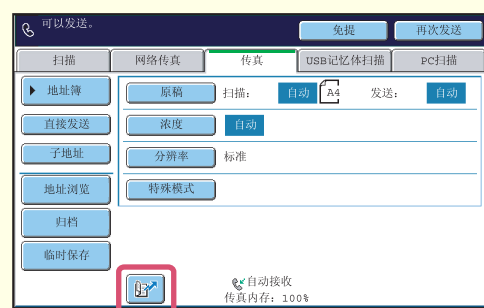 可以发送。
免提
再次发送
扫描
网络传真
传真
USB记忆体扫描
PC扫描
地址簿
原稿
扫描：
自动
A4
发送：
自动
直接发送
浓度
自动
子地址
分辨率
标准
地址浏览
特殊模式
归档
临时保存
自动接收
传真内存：100%